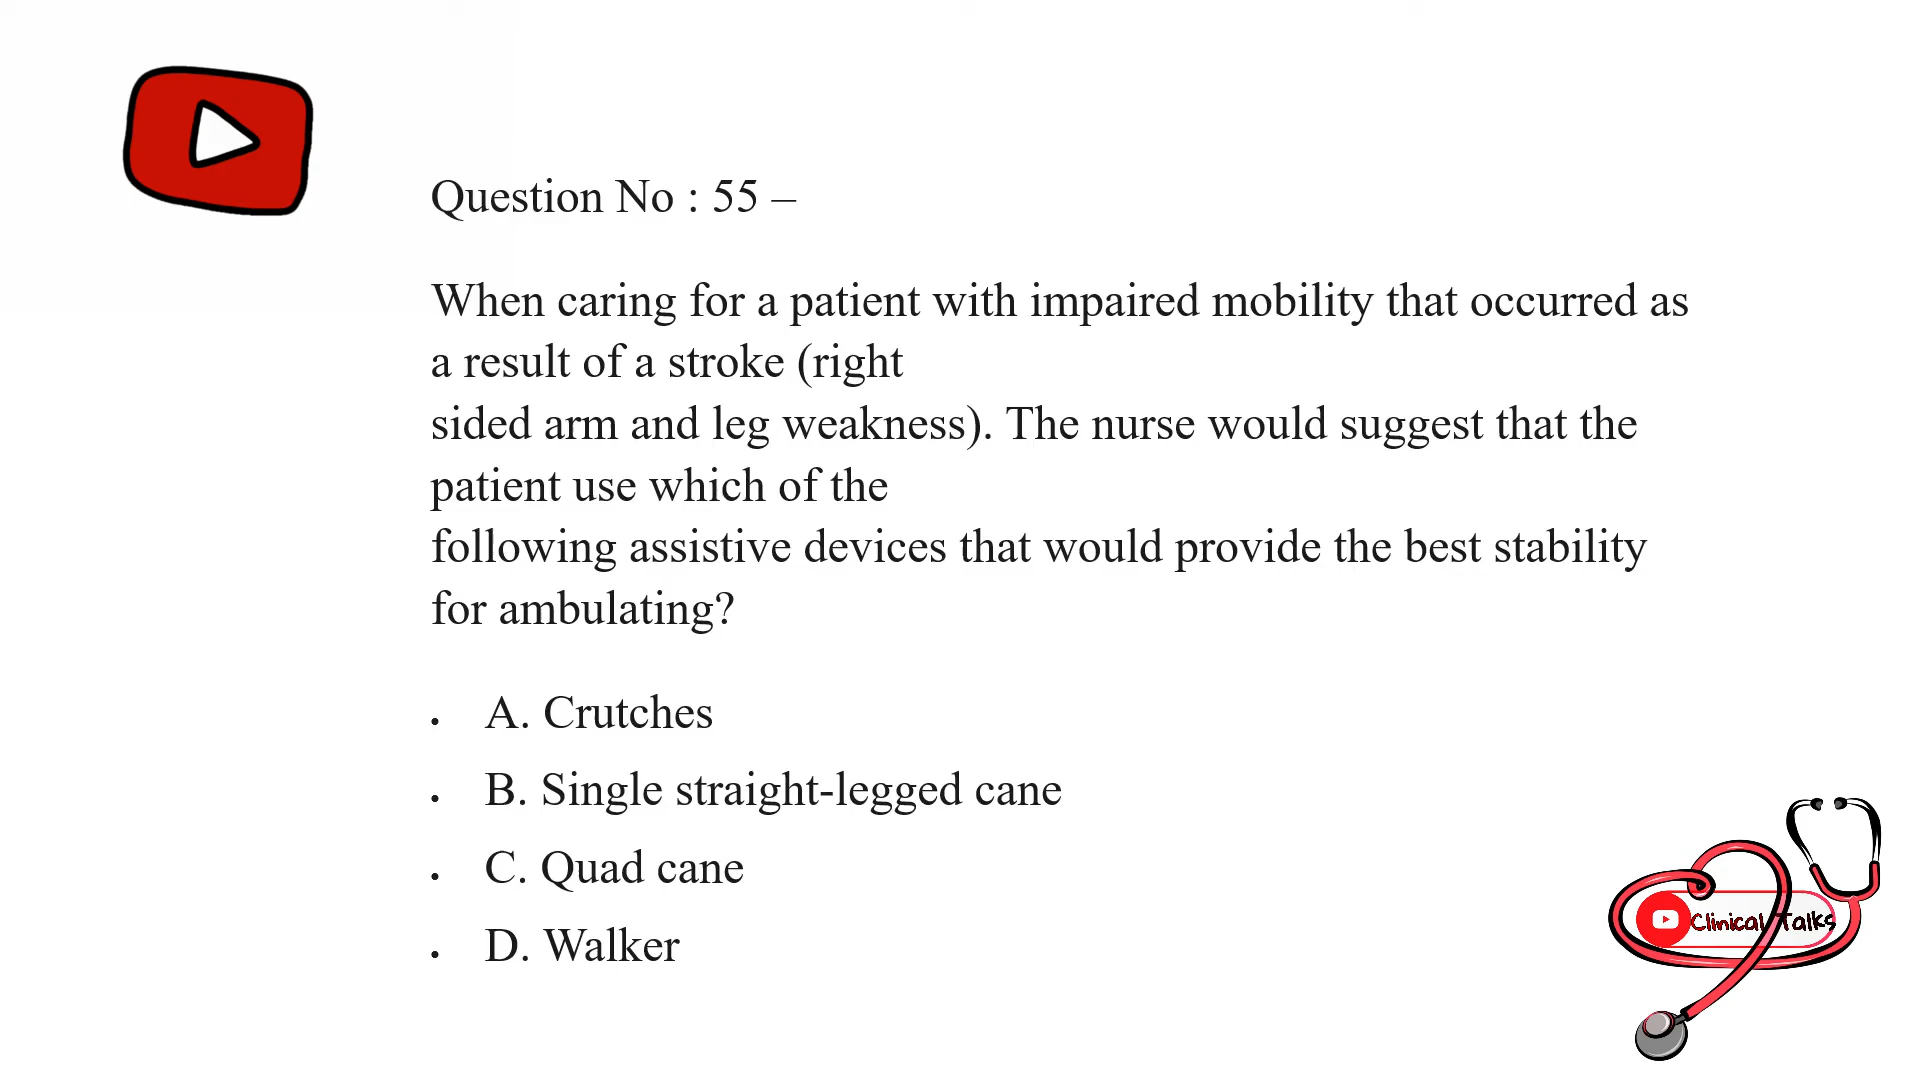 Question No : 55 –
When caring for a patient with impaired mobility that occurred as
a result of a stroke (right
sided arm and leg weakness). The nurse would suggest that the
patient use which of the
following assistive devices that would provide the best stability
for ambulating?
• A. Crutches
• B. Single straight-legged cane
• C. Quad cane
• D. Walker
Clinical Talks